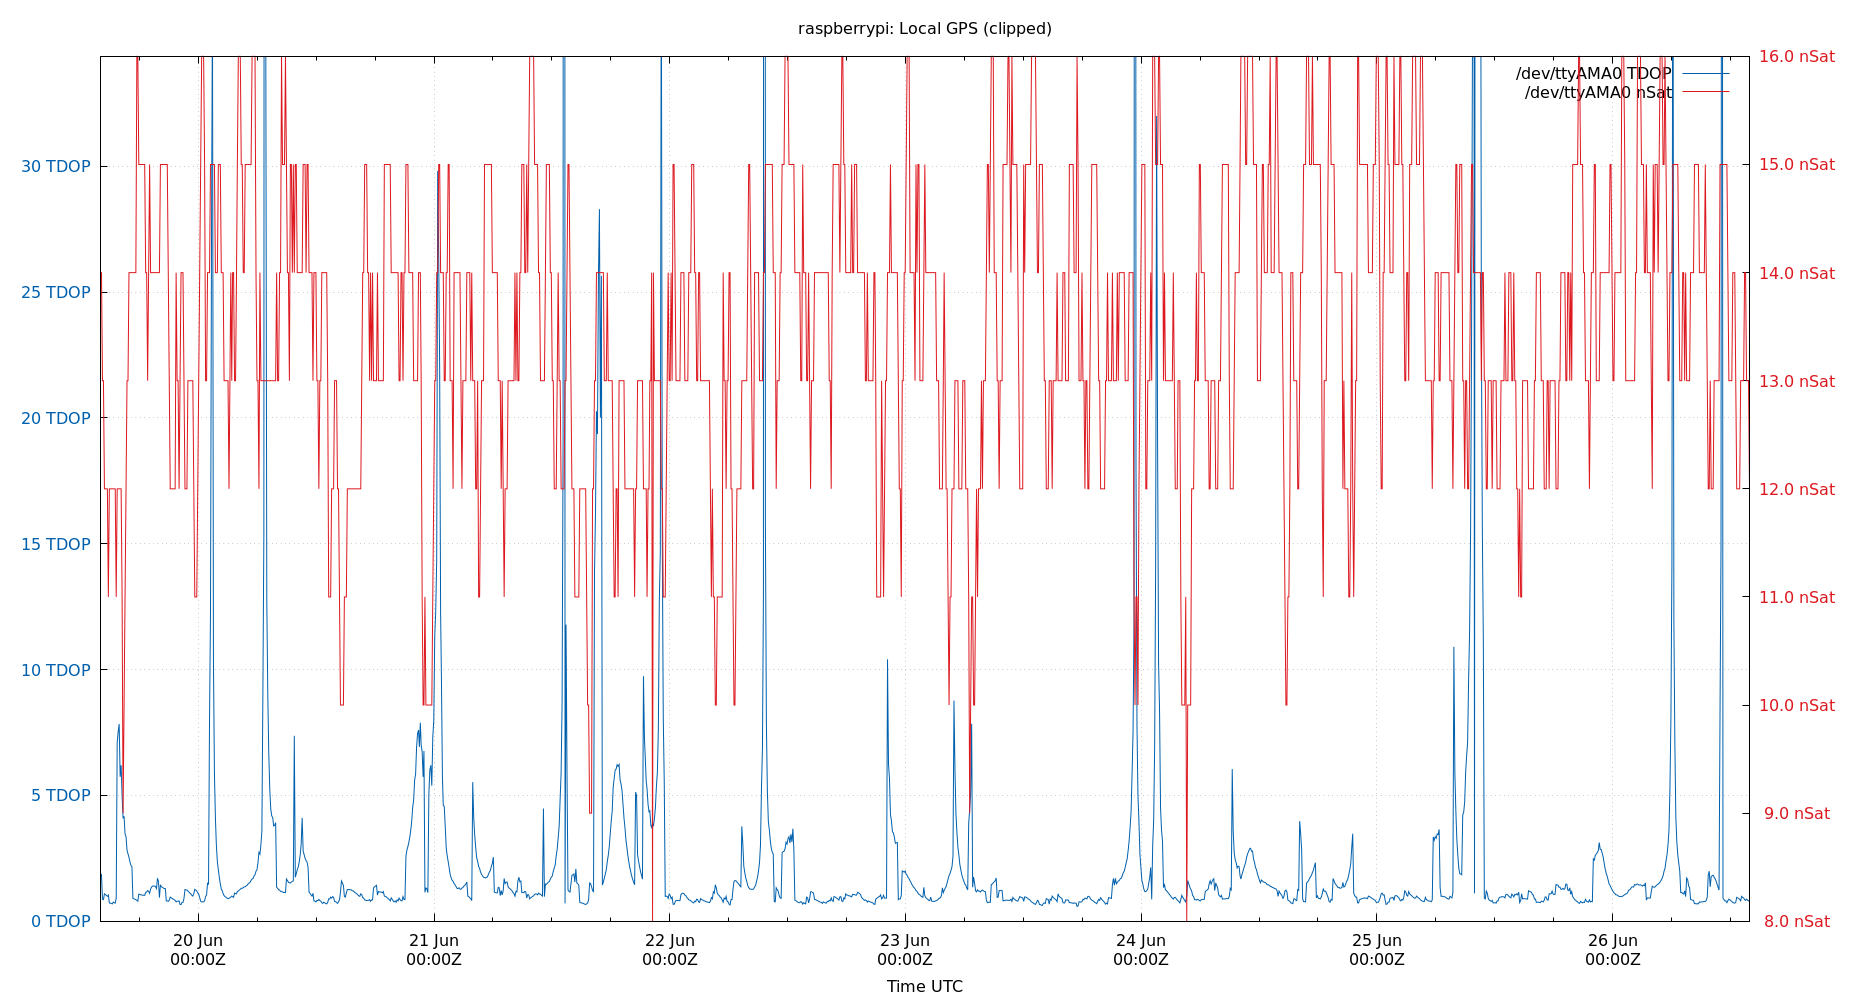 raspberrypi: Local GPS (clipped)
/dev/ttyAMA0 TDOP
/dev/ttyAMA0 nSat
30 TDOP
25 TDOP
20 TDOP
15 TDOP
10 TDOP
5 TDOP
0 TDOP
16.0 nSat
15.0 nSat
14.0 nSat
13.0 nSat
12.0 nSat
11.0 nSat
10.0 nSat
9.0 nSat
8.0 nSat
20 Jun 21 Jun 22 Jun 23 Jun 24 Jun 25 Jun 26 Jun
00:00Z 00:00Z 00:00Z 00:00Z 00:00Z 00:00Z 00:00Z
Time UTC